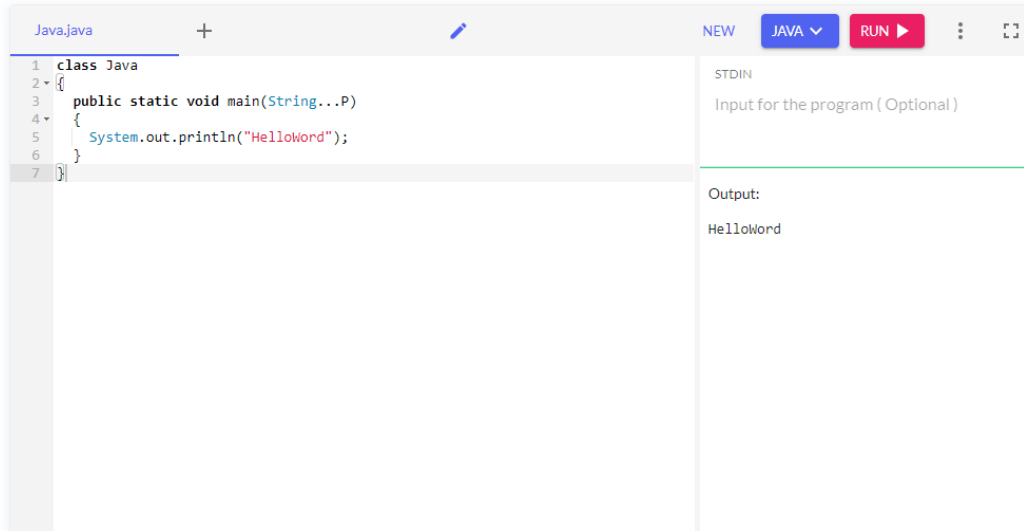 Java.java + NEW JAVA RUN
1 class Java
2 {
3 public static void main(String...P)
4 {
5 System.out.println("HelloWord");
6 }
7 }
STDIN
Input for the program ( Optional )
Output:
HelloWord